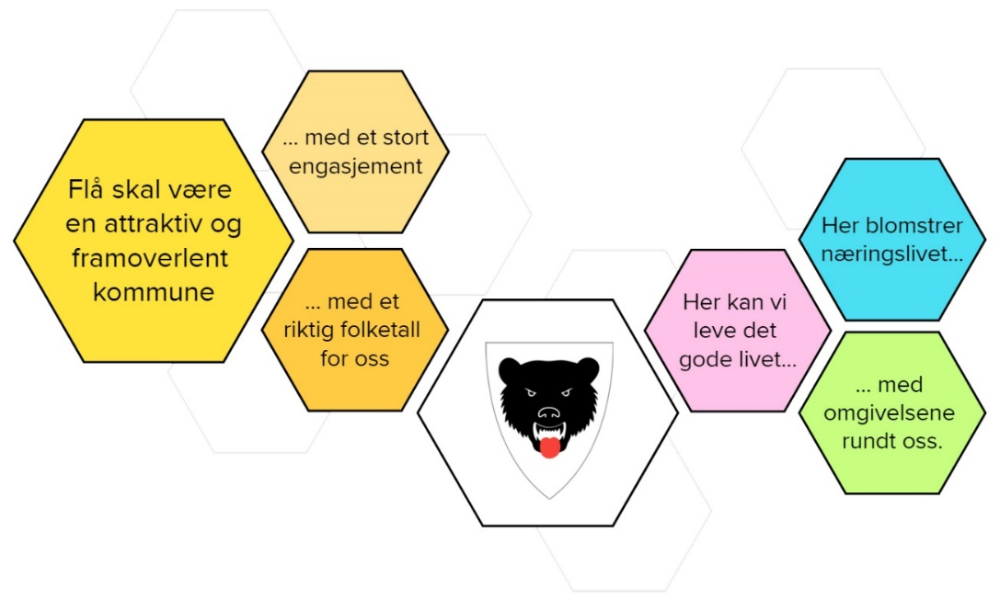 Flå skal være
en attraktiv og
framoverlent
kommune
... med et stort
engasjement
... med et
riktig folketall
for oss
Her kan vi
leve det
gode livet...
Her blomstrer
næringslivet...
... med
omgivelsene
rundt oss.